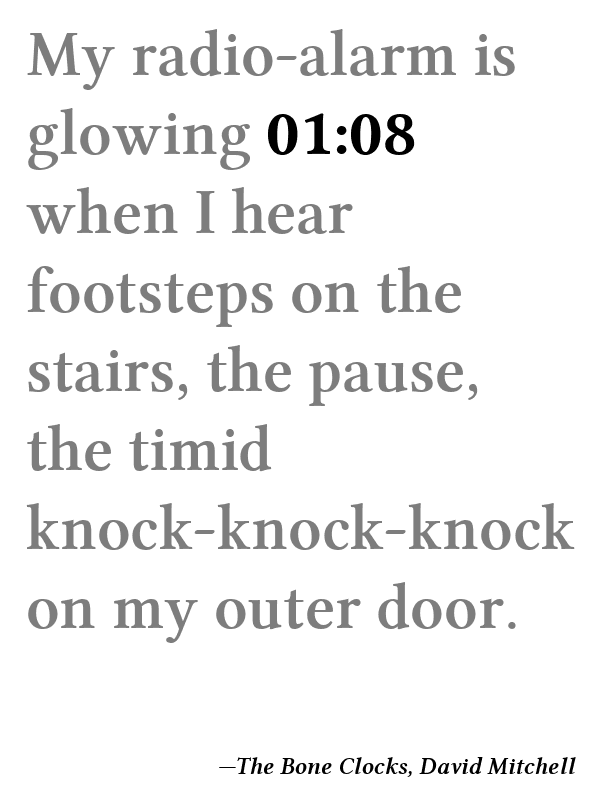 My radio-alarm is
glowing 01:08
when I hear
footsteps on the
stairs, the pause,
the timid
knock-knock-knock
on my outer door.
—The Bone Clocks, David Mitchell